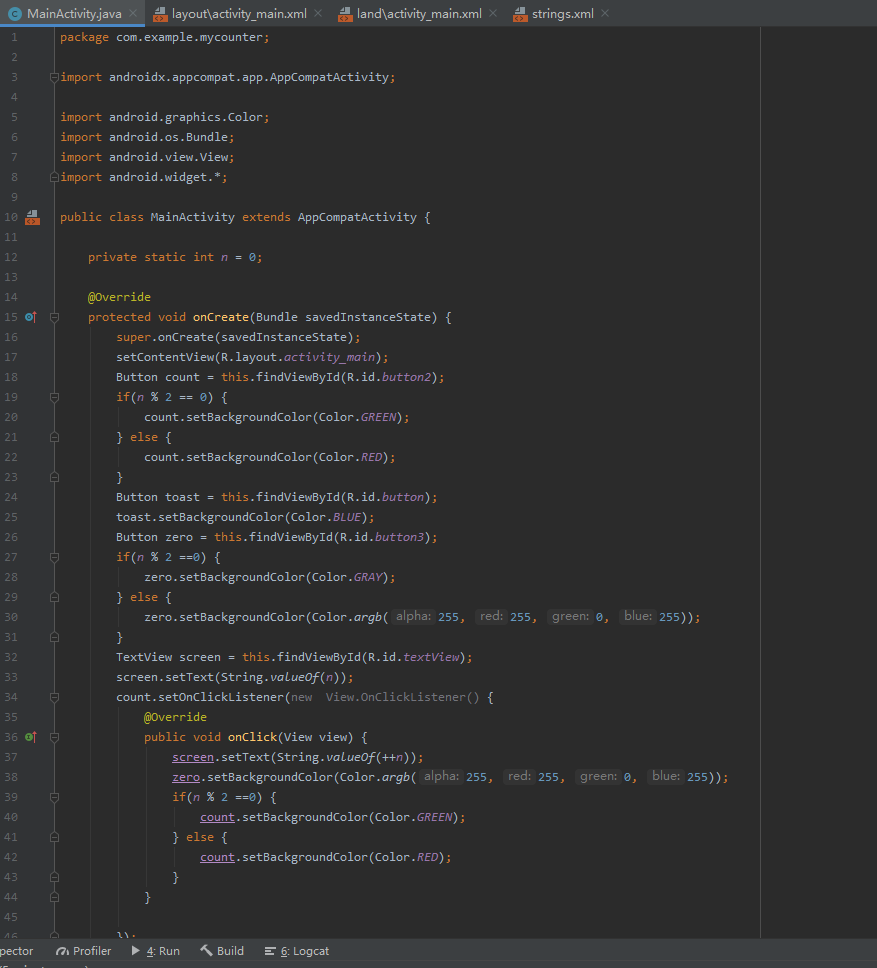 MainActivity.java layout\activity_main.xml land\activity_main.xml strings.xml
1 package com.example.mycounter;
2
3 import androidx.appcompat.app.AppCompatActivity;
4
5 import android.graphics.Color;
6 import android.os.Bundle;
7 import android.view.View;
8 import android.widget.*;
9
10 public class MainActivity extends AppCompatActivity {
11
12 private static int n = 0;
13
14 @Override
15 protected void onCreate(Bundle savedInstanceState) {
16 super.onCreate(savedInstanceState);
17 setContentView(R.layout.activity_main);
18 Button count = this.findViewById(R.id.button2);
19 if(n % 2 == 0) {
20 count.setBackgroundColor(Color.GREEN);
21 } else {
22 count.setBackgroundColor(Color.RED);
23 }
24 Button toast = this.findViewById(R.id.button);
25 toast.setBackgroundColor(Color.BLUE);
26 Button zero = this.findViewById(R.id.button3);
27 if(n % 2 ==0) {
28 zero.setBackgroundColor(Color.GRAY);
29 } else {
30 zero.setBackgroundColor(Color.argb( alpha: 255, red: 255, green: 0, blue: 255));
31 }
32 TextView screen = this.findViewById(R.id.textView);
33 screen.setText(String.valueOf(n));
34 count.setOnClickListener(new View.OnClickListener() {
35 @Override
36 public void onClick(View view) {
37 screen.setText(String.valueOf(++n));
38 zero.setBackgroundColor(Color.argb( alpha: 255, red: 255, green: 0, blue: 255));
39 if(n % 2 ==0) {
40 count.setBackgroundColor(Color.GREEN);
41 } else {
42 count.setBackgroundColor(Color.RED);
43 }
44 }
45
46 });
pector Profiler 4: Run Build 6: Logcat